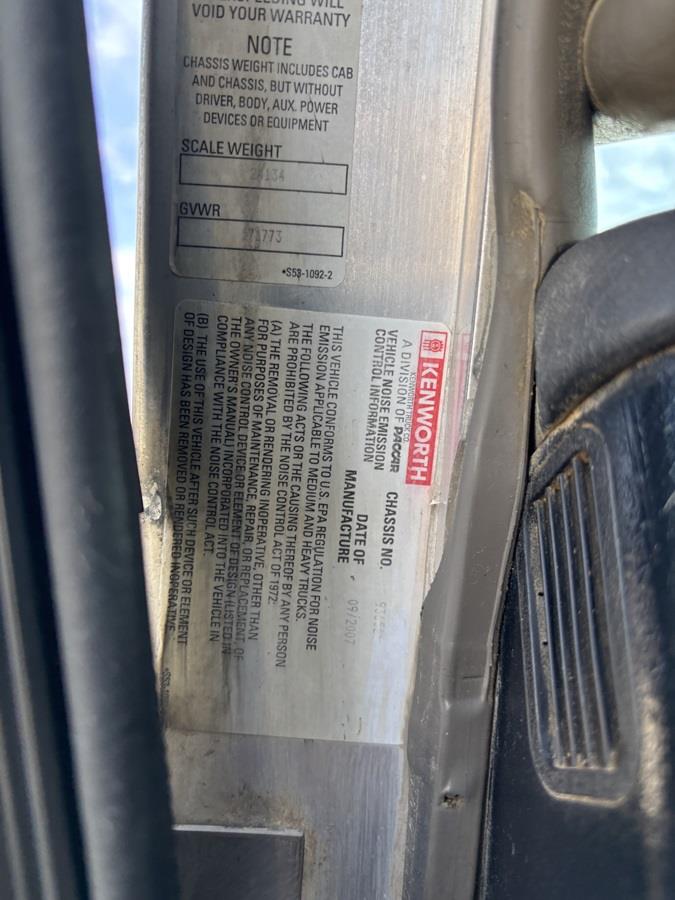 VOID YOUR WARRANTY
NOTE
CHASSIS WEIGHT INCLUDES CAB
AND CHASSIS, BUT WITHOUT
DRIVER, BODY, AUX. POWER
DEVICES OR EQUIPMENT
SCALE WEIGHT
GVWR
•S53-1092-2
KENWORTH
KENWORTH TRUCK CO.
A DIVISION OF PACCAR
VEHICLE NOISE EMISSION
CONTROL INFORMATION
CHASSIS NO.
DATE OF
MANUFACTURE
09/2007
THIS VEHICLE CONFORMS TO U.S. EPA REGULATION FOR NOISE
EMISSION APPLICABLE TO MEDIUM AND HEAVY TRUCKS.
THE FOLLOWING ACTS OR THE CAUSING THEREOF BY ANY PERSON
ARE PROHIBITED BY THE NOISE CONTROL ACT OF 1972:
(A) THE REMOVAL OR RENDERING INOPERATIVE, OTHER THAN
FOR PURPOSES OF MAINTENANCE, REPAIR, OR REPLACEMENT, OF
ANY NOISE CONTROL DEVICE OR ELEMENT OF DESIGN (LISTED IN
THE OWNER'S MANUAL) INCORPORATED INTO THE VEHICLE IN
COMPLIANCE WITH THE NOISE CONTROL ACT.
(B) THE USE OF THIS VEHICLE AFTER SUCH DEVICE OR ELEMENT
OF DESIGN HAS BEEN REMOVED OR RENDERED INOPERATIVE.